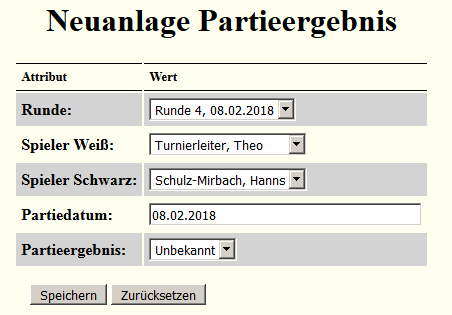 Neuanlage Partieergebnis
Attribut Wert
Runde: Runde 4, 08.02.2018
Spieler Weiß: Turnierleiter, Theo
Spieler Schwarz: Schulz-Mirbach, Hanns
Partiedatum: 08.02.2018
Partieergebnis: Unbekannt
Speichern Zurücksetzen